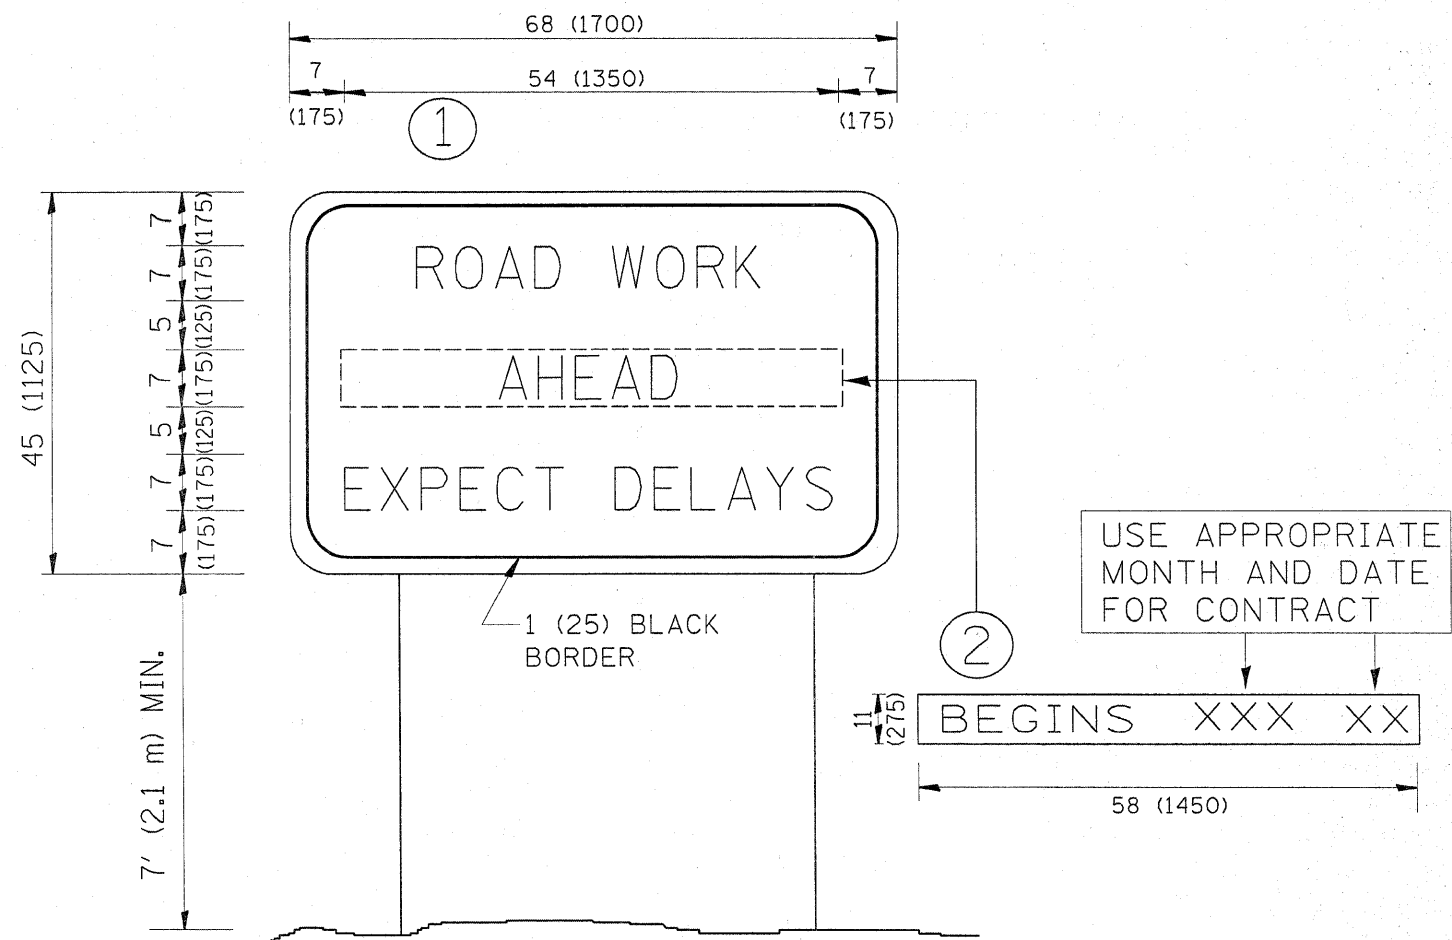 68 (1700)
7
54 (1350)
7
(175)
(175)
1
45 (1125)
7 (175)
7 (175)
5 (125)
7 (175)
5 (125)
7 (175)
7 (175)
ROAD WORK
AHEAD
EXPECT DELAYS
1 (25) BLACK
BORDER
7' (2.1 m) MIN.
2
USE APPROPRIATE
MONTH AND DATE
FOR CONTRACT
11
(275)
BEGINS XXX XX
58 (1450)